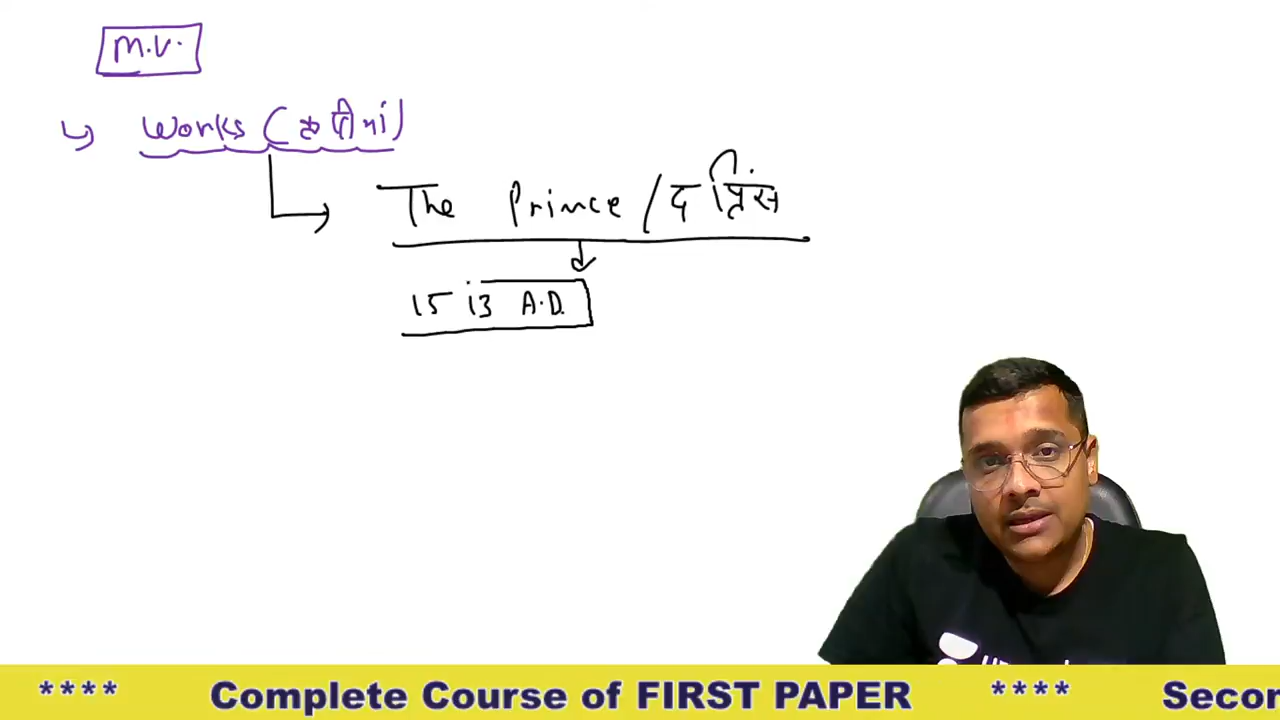 M.V.
↳ Works (कृतियां)
The Prince / द प्रिंस
1513 A.D.
**** Complete Course of FIRST PAPER **** Secon